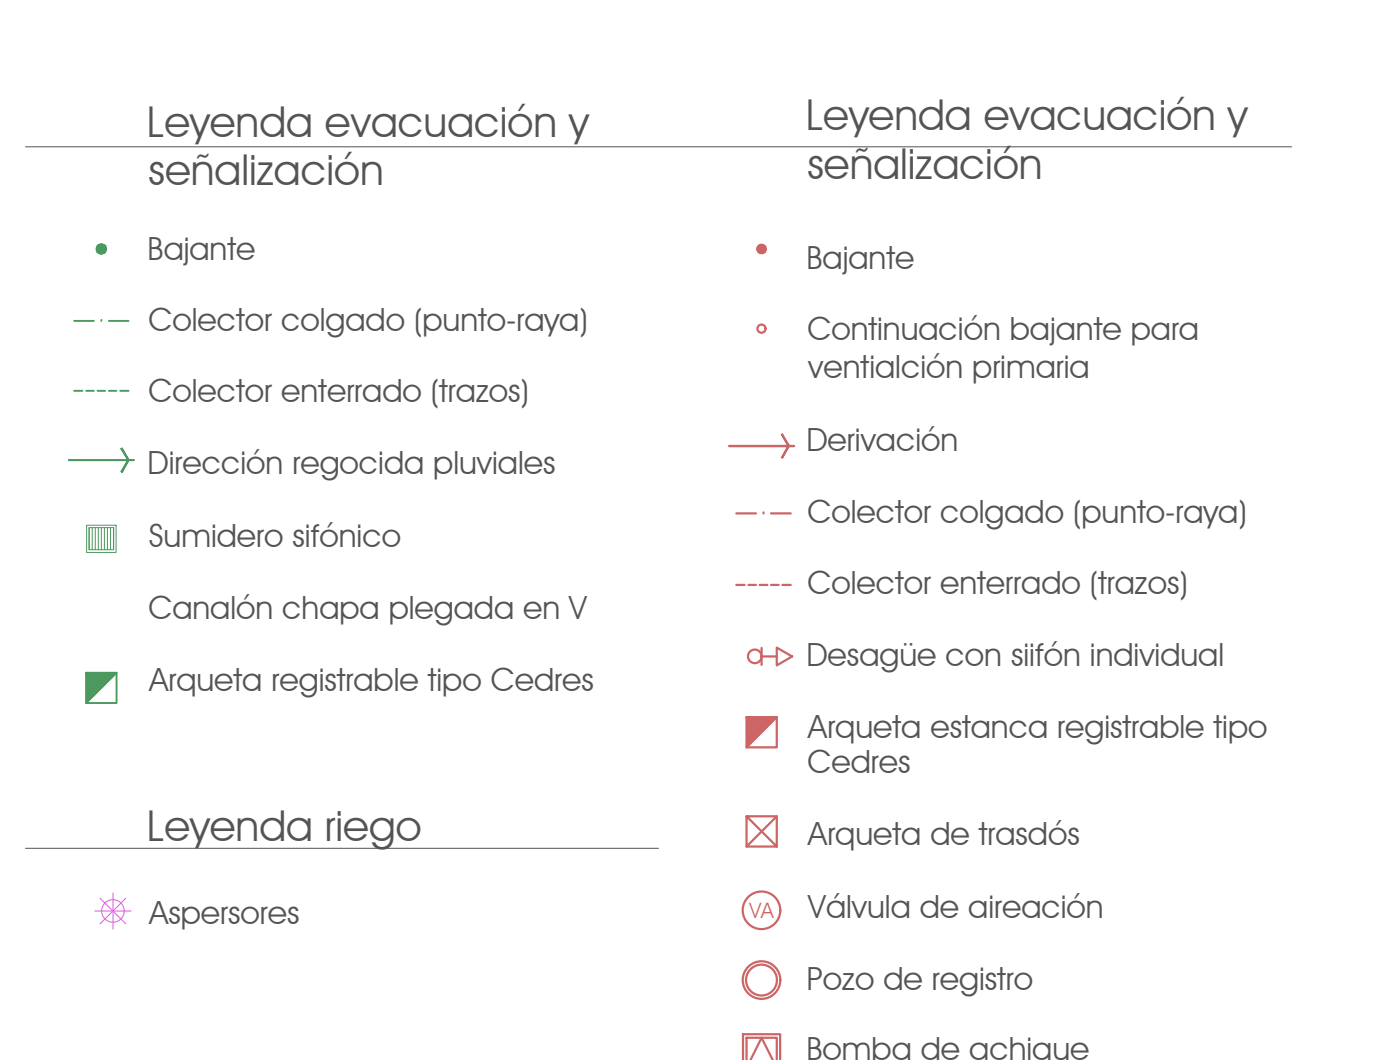 Leyenda evacuación y
señalización
Bajante
Colector colgado (punto-raya)
Colector enterrado (trazos)
Dirección regocida pluviales
Sumidero sifónico
Canalón chapa plegada en V
Arqueta registrable tipo Cedres
Leyenda riego
Aspersores
Leyenda evacuación y
señalización
Bajante
Continuación bajante para
ventialción primaria
Derivación
Colector colgado (punto-raya)
Colector enterrado (trazos)
Desagüe con siifón individual
Arqueta estanca registrable tipo
Cedres
Arqueta de trasdós
VA Válvula de aireación
Pozo de registro
Bomba de achique